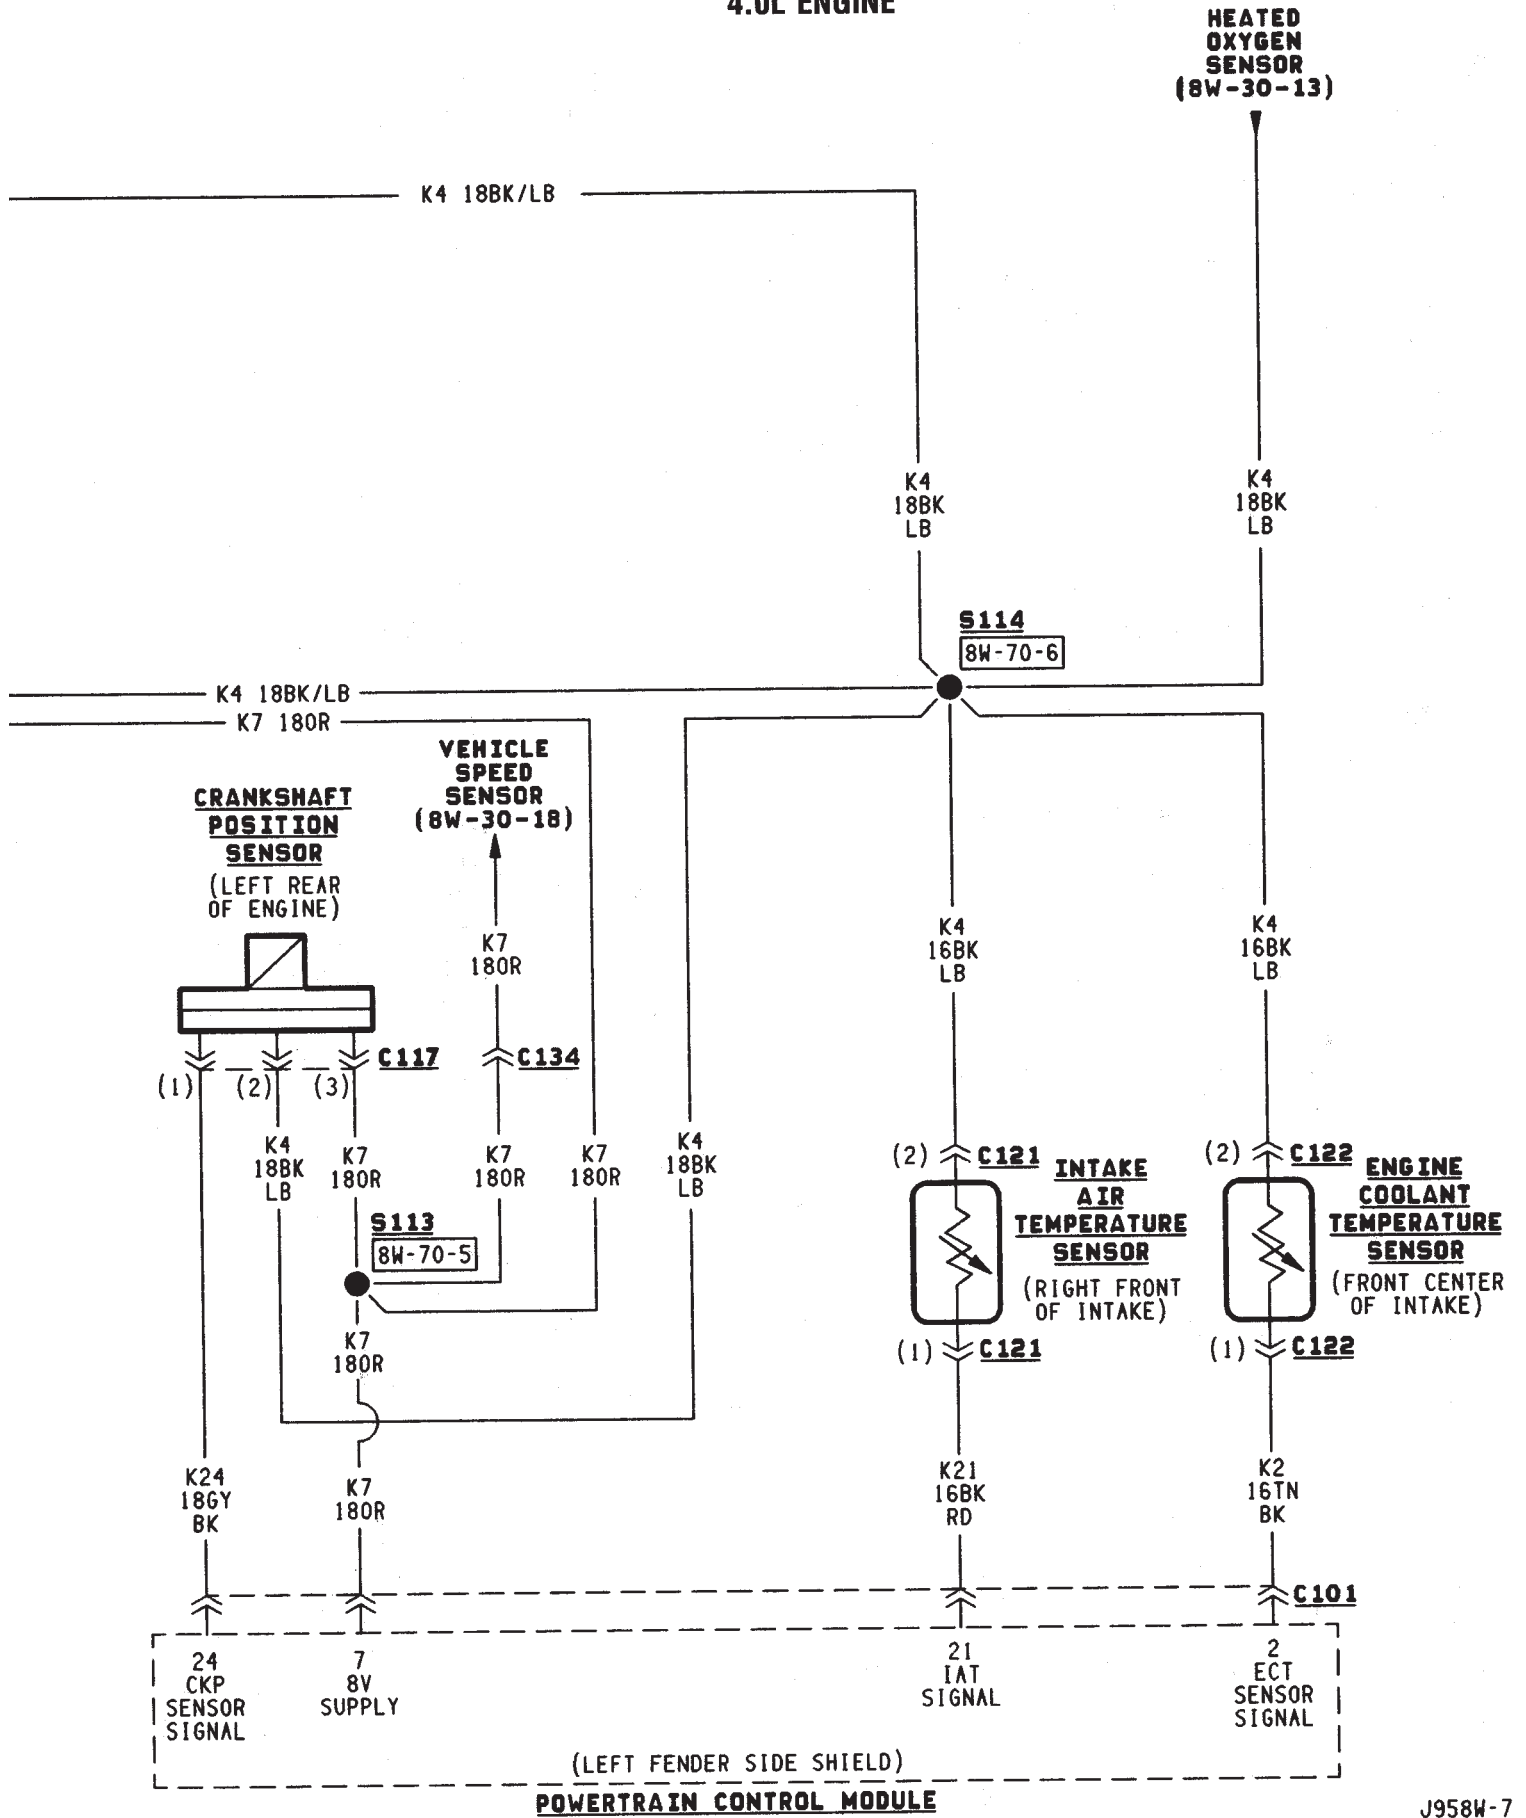 4.0L ENGINE
HEATED
OXYGEN
SENSOR
(8W-30-13)
K4 18BK/LB
K4
18BK
LB
K4
18BK
LB
S114
8W-70-6
K4 18BK/LB
K7 18OR
VEHICLE
SPEED
SENSOR
(8W-30-18)
CRANKSHAFT
POSITION
SENSOR
(LEFT REAR
OF ENGINE)
K7
18OR
K4
16BK
LB
K4
16BK
LB
C117
C134
(1)
(2)
(3)
K4
18BK
LB
K7
18OR
K7
18OR
K7
18OR
K4
18BK
LB
(2)
C121
INTAKE
AIR
TEMPERATURE
SENSOR
(RIGHT FRONT
OF INTAKE)
(2)
C122
ENGINE
COOLANT
TEMPERATURE
SENSOR
(FRONT CENTER
OF INTAKE)
S113
8W-70-5
K7
18OR
(1)
C121
(1)
C122
K24
18GY
BK
K7
18OR
K21
16BK
RD
K2
16TN
BK
C101
24
CKP
SENSOR
SIGNAL
7
8V
SUPPLY
21
IAT
SIGNAL
2
ECT
SENSOR
SIGNAL
(LEFT FENDER SIDE SHIELD)
POWERTRAIN CONTROL MODULE
J958W-7